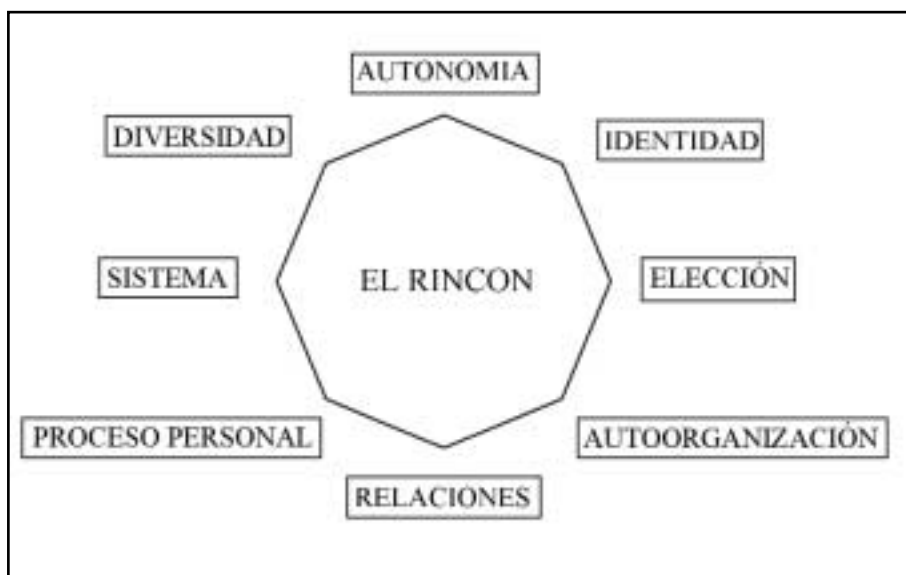 AUTONOMIA
DIVERSIDAD
IDENTIDAD
SISTEMA
EL RINCON
ELECCIÓN
PROCESO PERSONAL
AUTOORGANIZACIÓN
RELACIONES